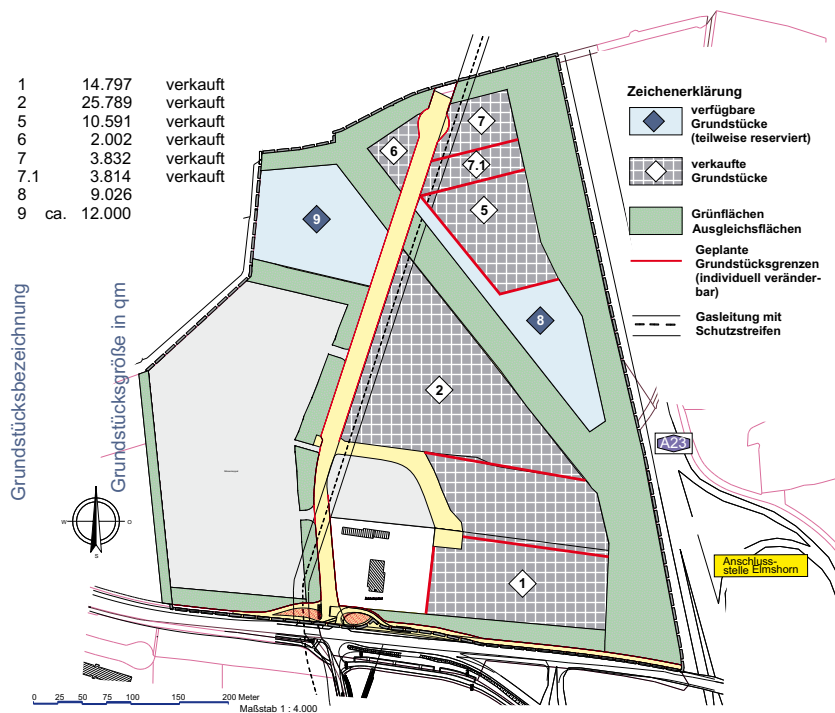 1 14.797 verkauft
2 25.789 verkauft
5 10.591 verkauft
6 2.002 verkauft
7 3.832 verkauft
7.1 3.814 verkauft
8 9.026
9 ca. 12.000
Grundstücksbezeichnung
Grundstücksgröße in qm
Zeichenerklärung
verfügbare
Grundstücke
(teilweise reserviert)
verkaufte
Grundstücke
Grünflächen
Ausgleichsflächen
Geplante
Grundstücksgrenzen
(individuell veränder-
bar)
Gasleitung mit
Schutzstreifen
7
6
7.1
5
9
8
2
1
A23
Anschluss-
stelle Elmshorn
W
O
S
0 25 50 75 100 150 200 Meter
Maßstab 1 : 4.000